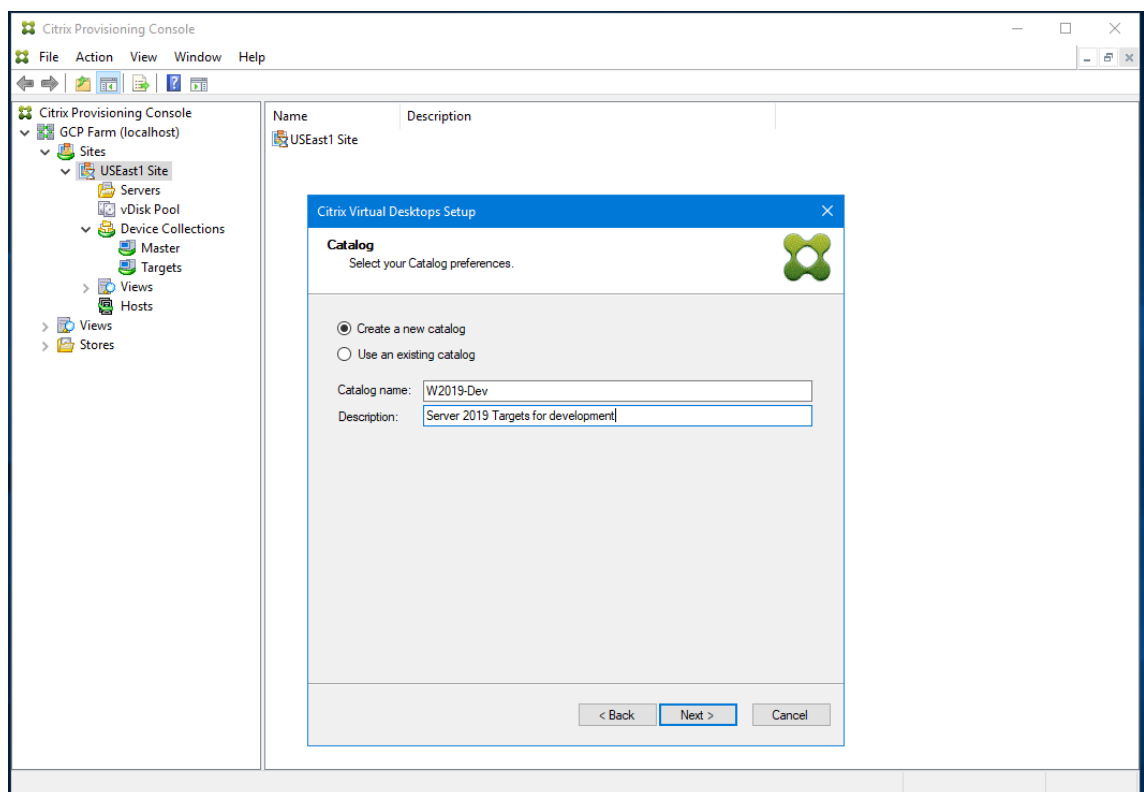 Citrix Provisioning Console
File Action View Window Help
Citrix Provisioning Console
GCP Farm (localhost)
Sites
USEast1 Site
Servers
vDisk Pool
Device Collections
Master
Targets
Views
Hosts
Views
Stores
Name Description
USEast1 Site
Citrix Virtual Desktops Setup
Catalog
Select your Catalog preferences.
Create a new catalog
Use an existing catalog
Catalog name: W2019-Dev
Description: Server 2019 Targets for development
< Back Next > Cancel